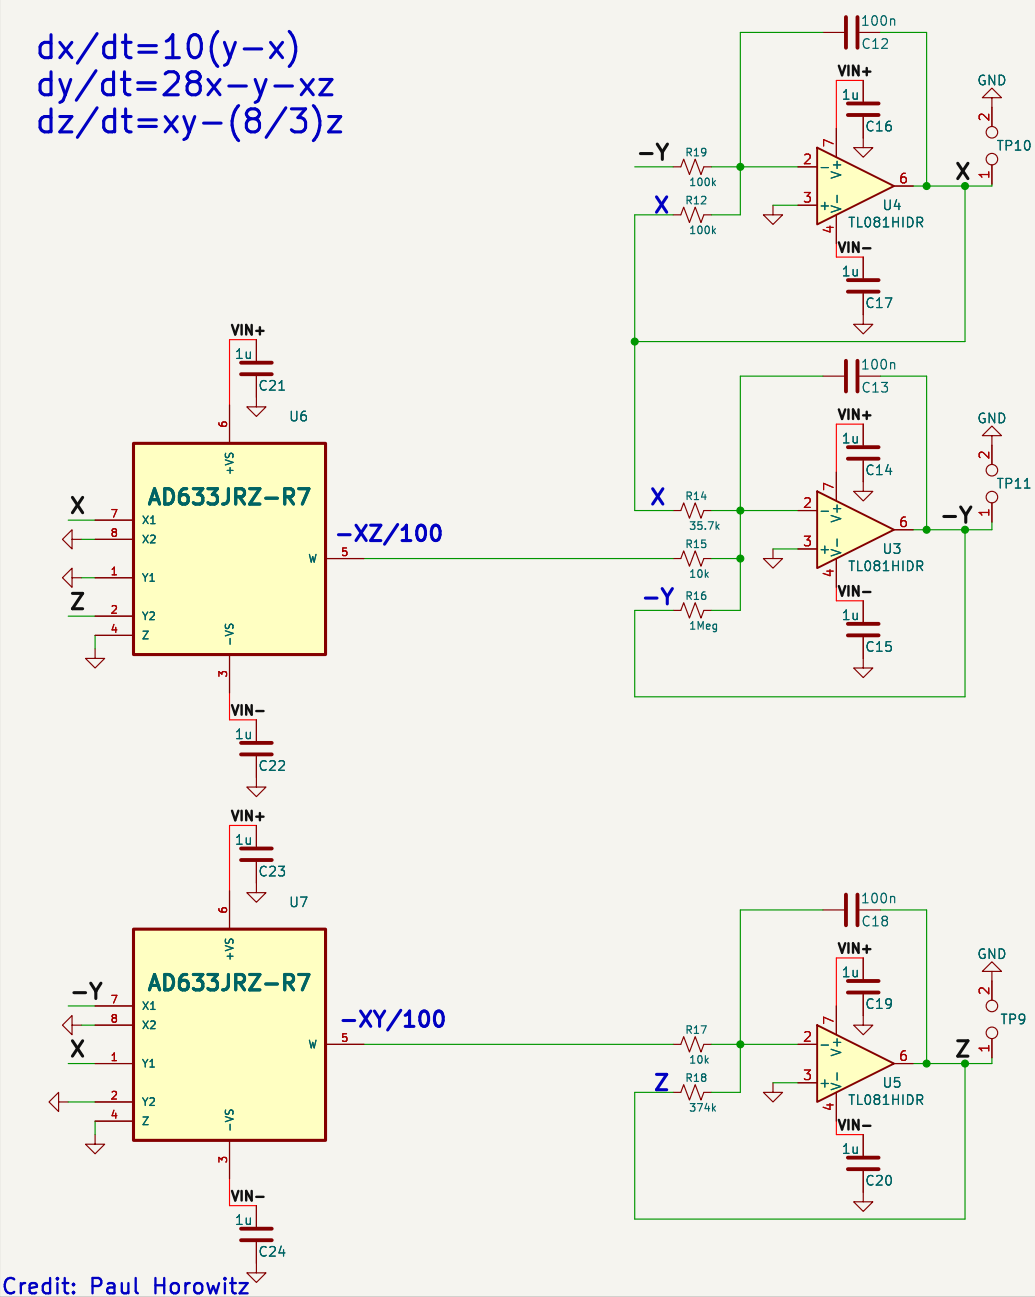 dx/dt=10(y-x)
dy/dt=28x-y-xz
dz/dt=xy-(8/3)z
100n
C12
VIN+
1u
C16
GND
2
1
TP10
-Y
R19
100k
X
R12
100k
7
2
3
4
6
V+
V-
-
+
X
U4
TL081HIDR
VIN-
1u
C17
VIN+
1u
C21
6
U6
+VS
AD633JRZ-R7
X
7
X1
8
X2
1
Y1
Z
2
Y2
4
Z
W
5
-XZ/100
-VS
3
VIN-
1u
C22
100n
C13
VIN+
1u
C14
GND
2
1
TP11
X
R14
35.7k
R15
10k
-Y
R16
1Meg
7
2
3
4
6
V+
V-
-
+
-Y
U3
TL081HIDR
VIN-
1u
C15
VIN+
1u
C23
6
U7
+VS
AD633JRZ-R7
-Y
7
X1
8
X2
X
1
Y1
2
Y2
4
Z
W
5
-XY/100
-VS
3
VIN-
1u
C24
100n
C18
VIN+
1u
C19
GND
2
1
TP9
R17
10k
Z
R18
374k
7
2
3
4
6
V+
V-
-
+
Z
U5
TL081HIDR
VIN-
1u
C20
Credit: Paul Horowitz